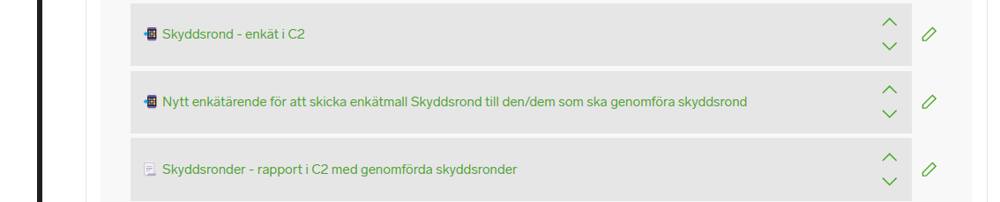 Skyddsrond - enkät i C2
Nytt enkätärende för att skicka enkätmall Skyddsrond till den/dem som ska genomföra skyddsrond
Skyddsronder - rapport i C2 med genomförda skyddsronder